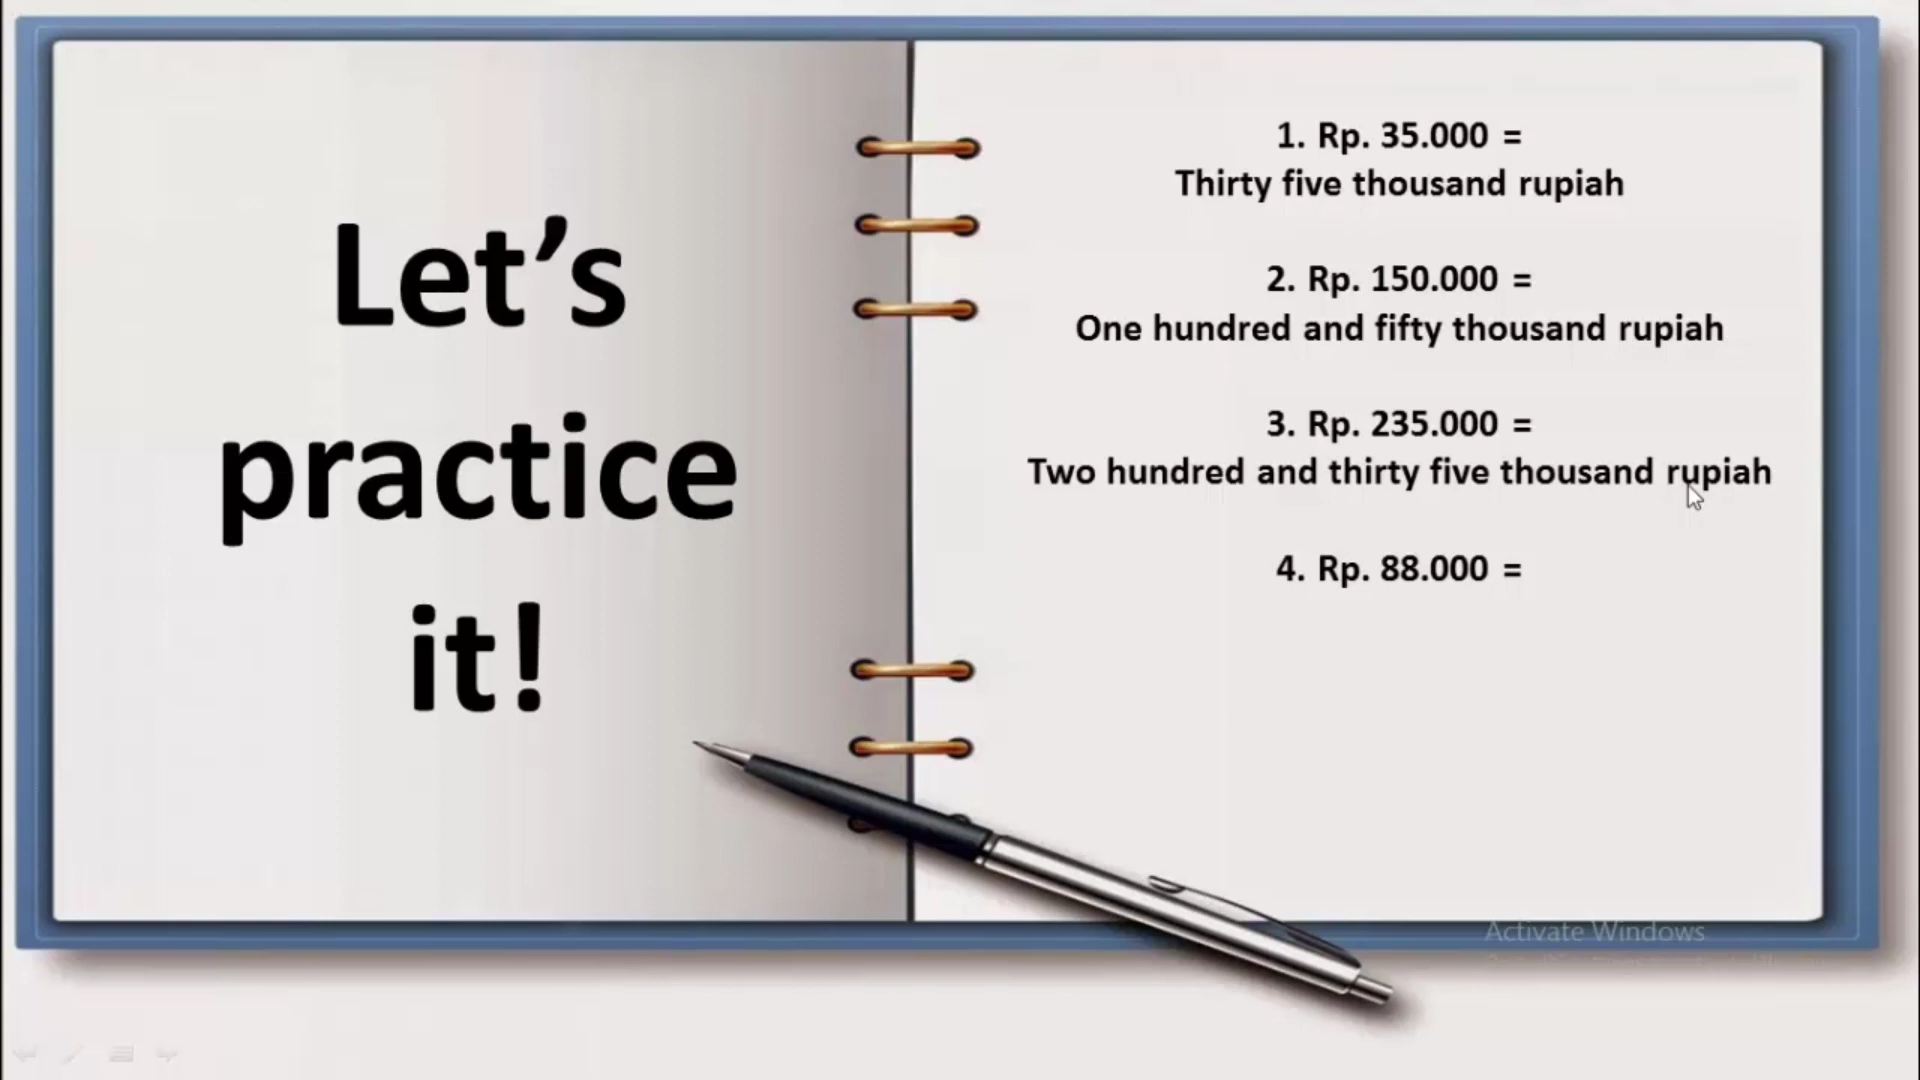 Let's
practice
it!
1. Rp. 35.000 =
Thirty five thousand rupiah
2. Rp. 150.000 =
One hundred and fifty thousand rupiah
3. Rp. 235.000 =
Two hundred and thirty five thousand rupiah
4. Rp. 88.000 =
Activate Windows